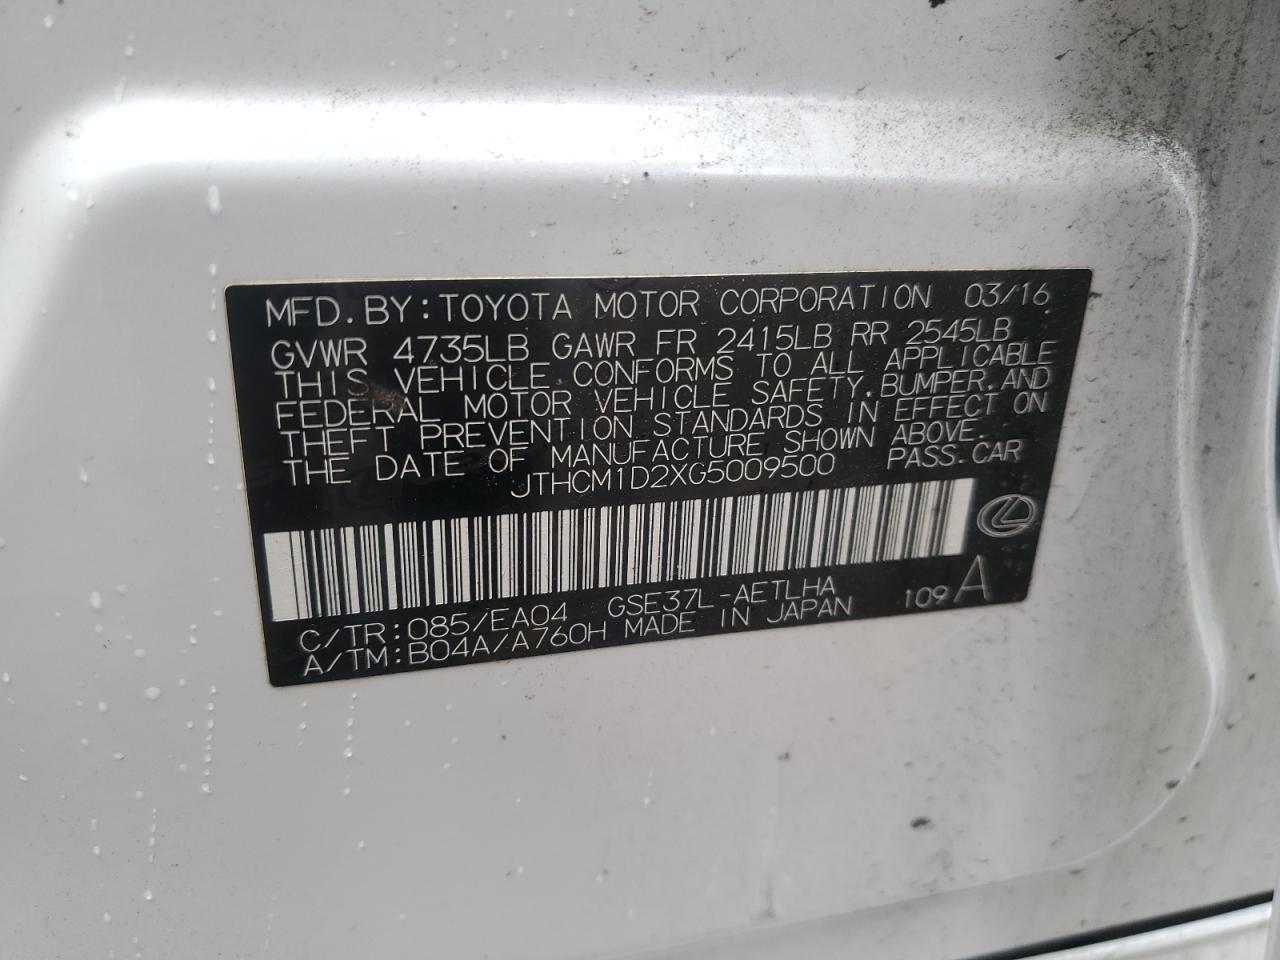 MFD. BY: TOYOTA MOTOR CORPORATION 03/16
GVWR 4735LB GAWR FR 2415LB RR 2545LB
THIS VEHICLE CONFORMS TO ALL APPLICABLE
FEDERAL MOTOR VEHICLE SAFETY, BUMPER, AND
THEFT PREVENTION STANDARDS IN EFFECT ON
THE DATE OF MANUFACTURE SHOWN ABOVE.
JTHCM1D2XG5009500 PASS. CAR
C/TR: 085/EA04 GSE37L-AETLHA 109 A
A/TM: B04A/A760H MADE IN JAPAN